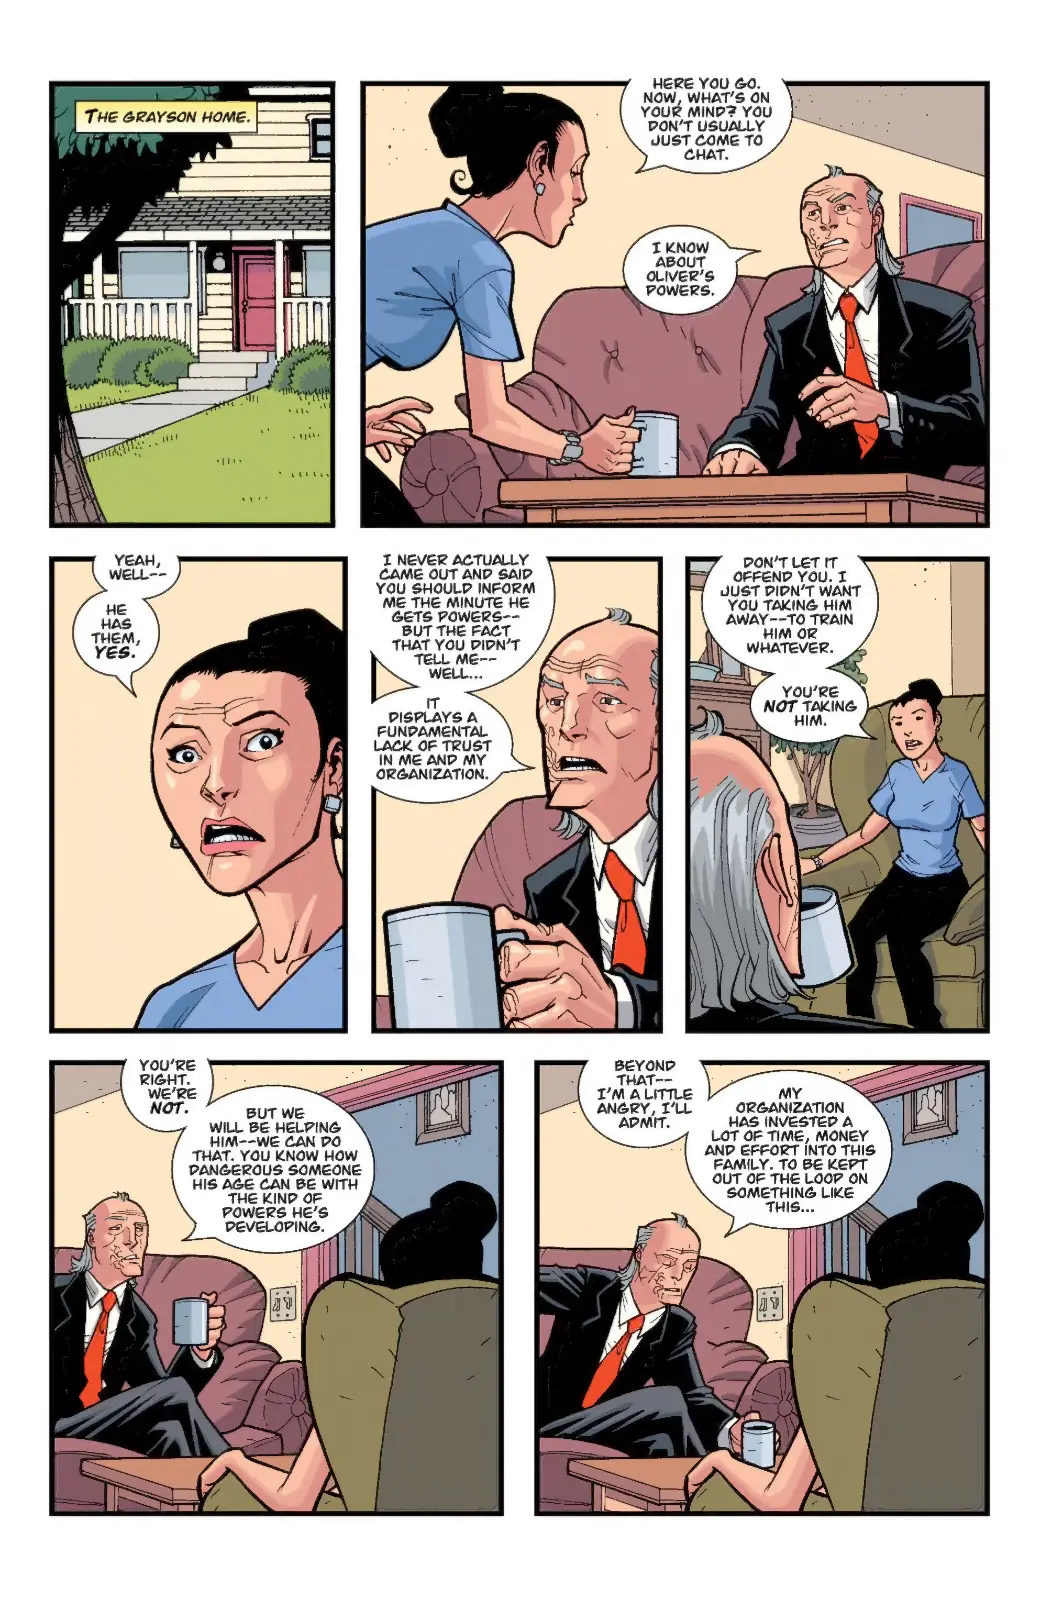 THE GRAYSON HOME.
HERE YOU GO.
NOW, WHAT'S ON
YOUR MIND? YOU
DON'T USUALLY
JUST COME TO
CHAT.
I KNOW
ABOUT
OLIVER'S
POWERS.
YEAH,
WELL--
HE
HAS
THEM,
YES.
I NEVER ACTUALLY
CAME OUT AND SAID
YOU SHOULD INFORM
ME THE MINUTE HE
GETS POWERS--
BUT THE FACT
THAT YOU DIDN'T
TELL ME--
WELL...
IT
DISPLAYS A
FUNDAMENTAL
LACK OF TRUST
IN ME AND MY
ORGANIZATION.
DON'T LET IT
OFFEND YOU. I
JUST DIDN'T WANT
YOU TAKING HIM
AWAY--TO TRAIN
HIM OR
WHATEVER.
YOU'RE
NOT TAKING
HIM.
YOU'RE
RIGHT.
WE'RE
NOT.
BUT WE
WILL BE HELPING
HIM--WE CAN DO
THAT. YOU KNOW HOW
DANGEROUS SOMEONE
HIS AGE CAN BE WITH
THE KIND OF
POWERS HE'S
DEVELOPING.
BEYOND
THAT--
I'M A LITTLE
ANGRY, I'LL
ADMIT.
MY
ORGANIZATION
HAS INVESTED A
LOT OF TIME, MONEY
AND EFFORT INTO THIS
FAMILY. TO BE KEPT
OUT OF THE LOOP ON
SOMETHING LIKE
THIS...